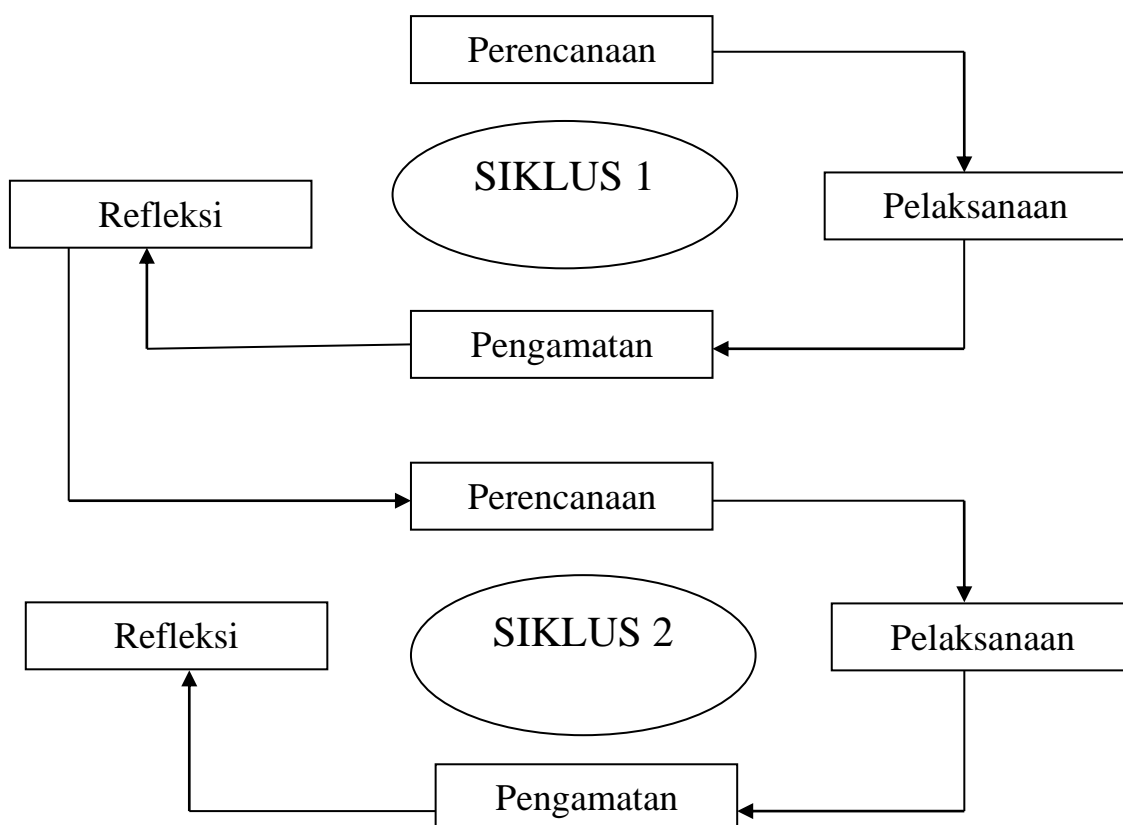 Perencanaan
SIKLUS 1
Refleksi
Pelaksanaan
Pengamatan
Perencanaan
SIKLUS 2
Refleksi
Pelaksanaan
Pengamatan